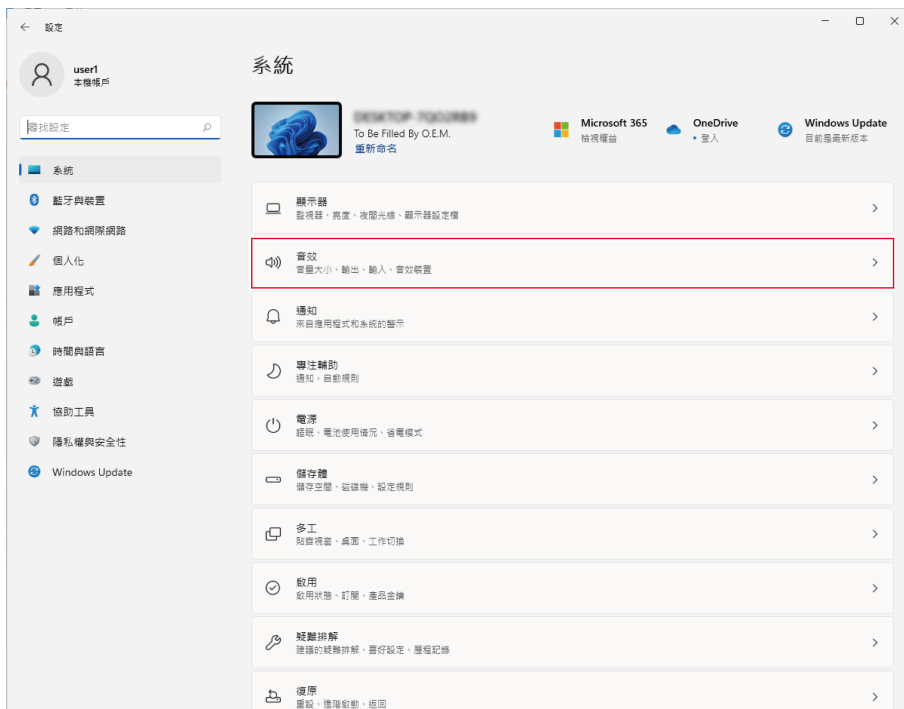 設定
user1
本機帳戶
尋找設定
系統
藍牙與裝置
網路和網際網路
個人化
應用程式
帳戶
時間與語言
遊戲
協助工具
隱私權與安全性
Windows Update
系統
To Be Filled By O.E.M.
重新命名
Microsoft 365
檢視權益
OneDrive
• 登入
Windows Update
目前是最新版本
顯示器
監視器、亮度、夜間光線、顯示器設定檔
音效
音量大小、輸出、輸入、音效裝置
通知
來自應用程式和系統的警示
專注輔助
通知，自動規則
電源
睡眠、電池使用情況、省電模式
儲存體
儲存空間、磁碟機、設定規則
多工
貼齊視窗、桌面、工作切換
啟用
啟用狀態、訂閱、產品金鑰
疑難排解
建議的疑難排解、喜好設定、歷程記錄
復原
重設、進階啟動、返回